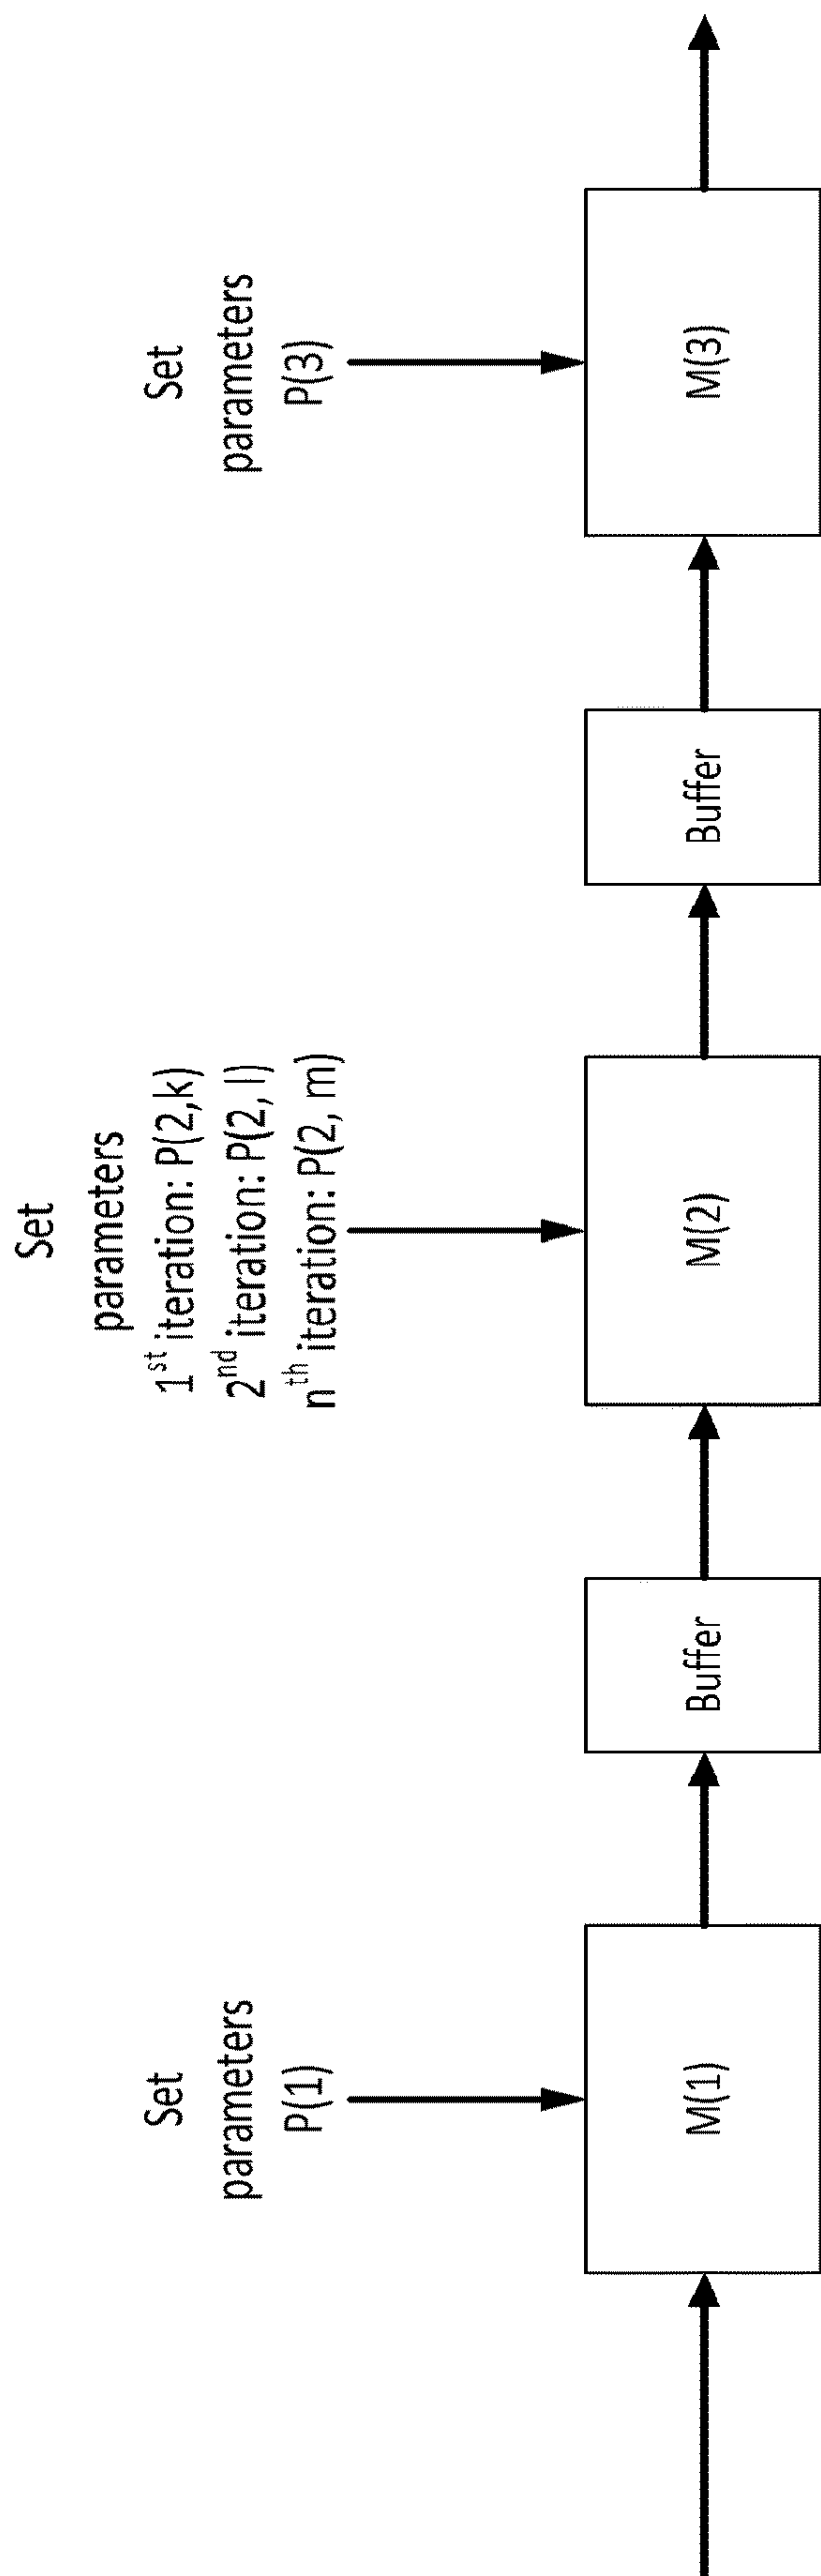 Set
parameters
P(1)
M(1)
Buffer
Set
parameters
1st iteration: P(2,k)
2nd iteration: P(2, l)
nth iteration: P(2, m)
M(2)
Buffer
Set
parameters
P(3)
M(3)